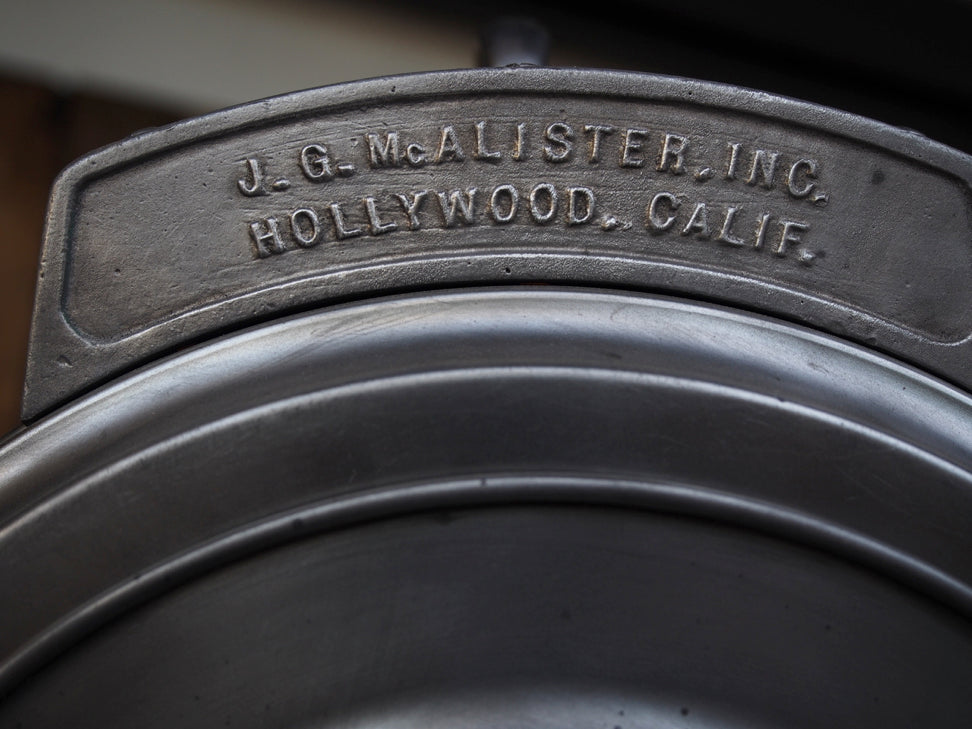 J. G. McALISTER, INC.
HOLLYWOOD, CALIF.